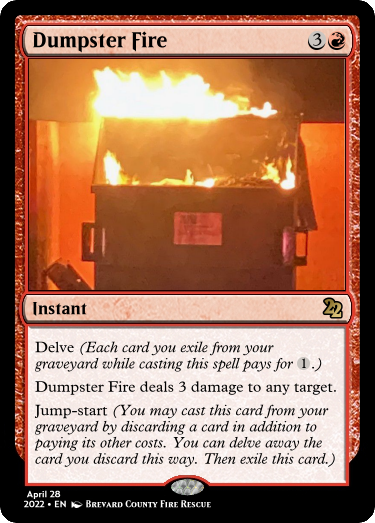 Dumpster Fire 3
Instant
Delve (Each card you exile from your
graveyard while casting this spell pays for 1.)
Dumpster Fire deals 3 damage to any target.
Jump-start (You may cast this card from your
graveyard by discarding a card in addition to
paying its other costs. You can delve away the
card you discard this way. Then exile this card.)
April 28
2022 • EN Brevard County Fire Rescue